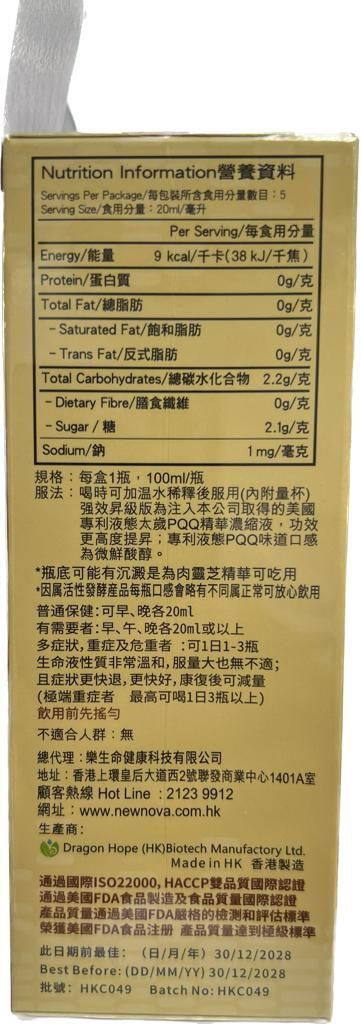 Nutrition Information營養資料
Servings Per Package/每包裝所含食用分量數目：5
Serving Size/食用分量：20ml/毫升
Per Serving/每食用分量
Energy/能量 9 kcal/千卡(38 kJ/千焦)
Protein/蛋白質 0g/克
Total Fat/總脂肪 0g/克
- Saturated Fat/飽和脂肪 0g/克
- Trans Fat/反式脂肪 0g/克
Total Carbohydrates/總碳水化合物 2.2g/克
- Dietary Fibre/膳食纖維 0g/克
- Sugar / 糖 2.1g/克
Sodium/鈉 1mg/毫克
規格：每盒1瓶，100ml/瓶
服法：喝時可加溫水稀釋後服用(內附量杯)
强效昇級版為注入本公司取得的美國
專利液態太歲PQQ精華濃縮液，功效
更高度提昇；專利液態PQQ味道口感
為微鮮酸醇。
*瓶底可能有沉澱是為肉靈芝精華可吃用
*因属活性發酵産品每瓶口感會略有不同属正常可放心飲用
普通保健：可早、晚各20ml
有需要者：早、午、晚各20ml或以上
多症狀，重症及危重者 ：可1日1-3瓶
生命液性質非常溫和，服量大也無不適；
且症狀更快退，更快好，康復後可減量
(極端重症者 最高可喝1日3瓶以上)
飲用前先搖勻
不適合人群：無
總代理：樂生命健康科技有限公司
地址：香港上環皇后大道西2號聯發商業中心1401A室
顧客熱線 Hot Line：2123 9912
網址：www.newnova.com.hk
生產商：
Dragon Hope (HK)Biotech Manufactory Ltd.
Made in HK 香港製造
通過國際ISO22000, HACCP雙品質國際認證
通過美國FDA食品製造及食品質量國際認證
產品質量通過美國FDA嚴格的檢測和評估標準
榮獲美國FDA食品注册 產品質量達到極級標準
此日期前最佳：（日/月/年）30/12/2028
Best Before: (DD/MM/YY) 30/12/2028
批號： HKC049 Batch No: HKC049